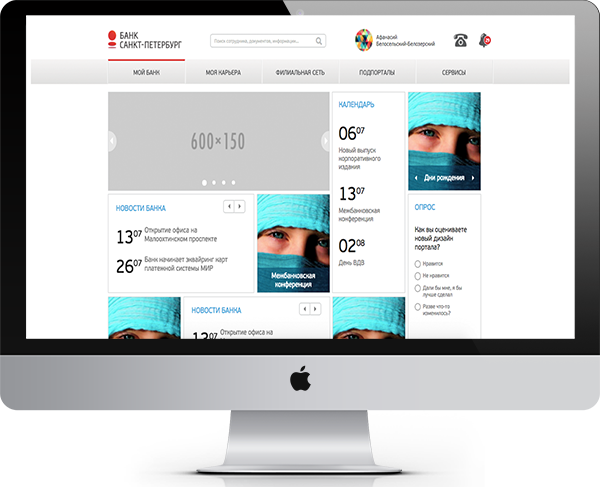 БАНК
САНКТ-ПЕТЕРБУРГ
Поиск сотрудника, документов, информации...
Афанасий
Белосельский-Белозерский
29
МОЙ БАНК
МОЯ КАРЬЕРА
ФИЛИАЛЬНАЯ СЕТЬ
ПОДПОРТАЛЫ
СЕРВИСЫ
600×150
КАЛЕНДАРЬ
06 07
Новый выпуск
корпоративного
издания
13 07
Межбанковская
конференция
02 08
День ВДВ
Дни рождения
НОВОСТИ БАНКА
13 07 Открытие офиса на
Малоохтинском проспекте
26 07 Банк начинает эквайринг карт
платежной системы МИР
Межбанковская
конференция
ОПРОС
Как вы оцениваете
новый дизайн
портала?
Нравится
Не нравится
Дали бы мне, я бы
лучше сделал
Разве что-то
изменилось?
НОВОСТИ БАНКА
13 07 Открытие офиса на